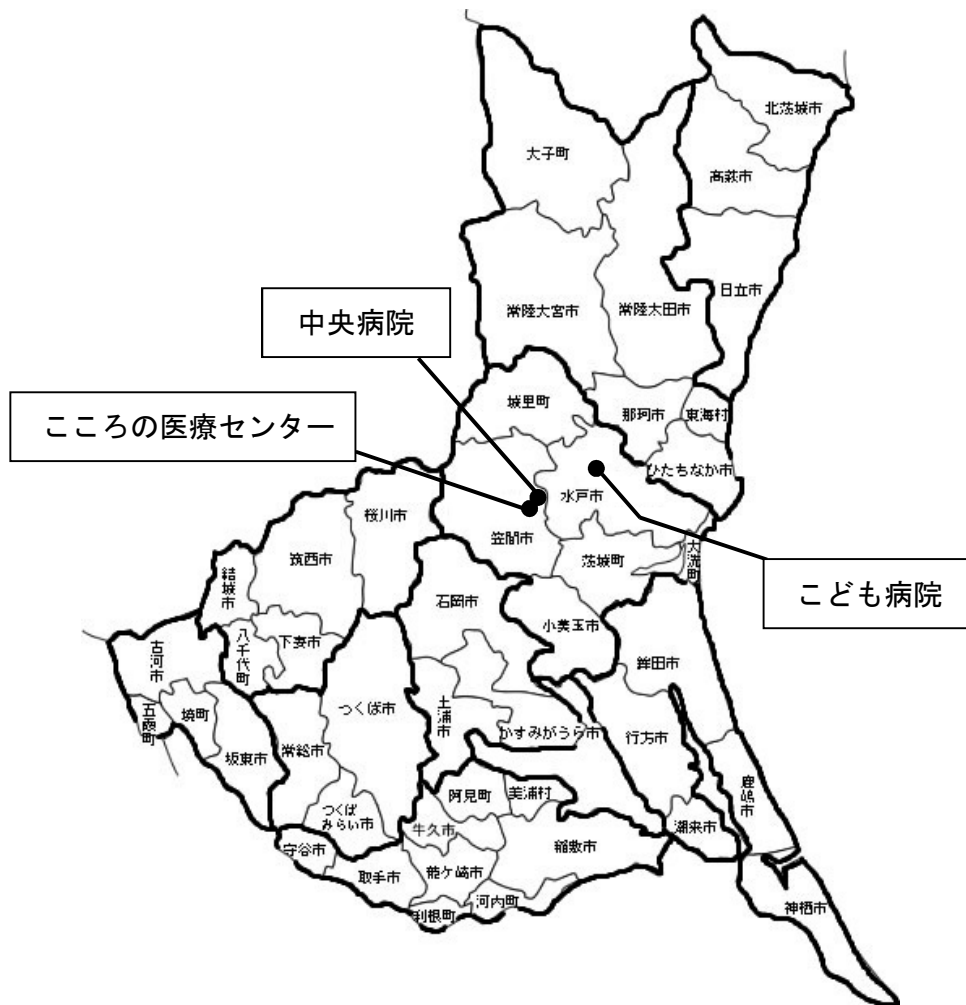 北茨城市
大子町
高萩市
日立市
常陸大宮市
常陸太田市
中央病院
城里町
那珂市
東海村
こころの医療センター
ひたちなか市
水戸市
桜川市
笠間市
筑西市
茨城町
大洗町
結城市
石岡市
こども病院
小美玉市
八千代町
下妻市
古河市
鉾田市
五霞町
境町
つくば市
土浦市
かすみがうら市
行方市
坂東市
常総市
鹿嶋市
阿見町
美浦村
つくば
みらい市
牛久市
潮来市
守谷市
稲敷市
取手市
龍ケ崎市
河内町
利根町
神栖市